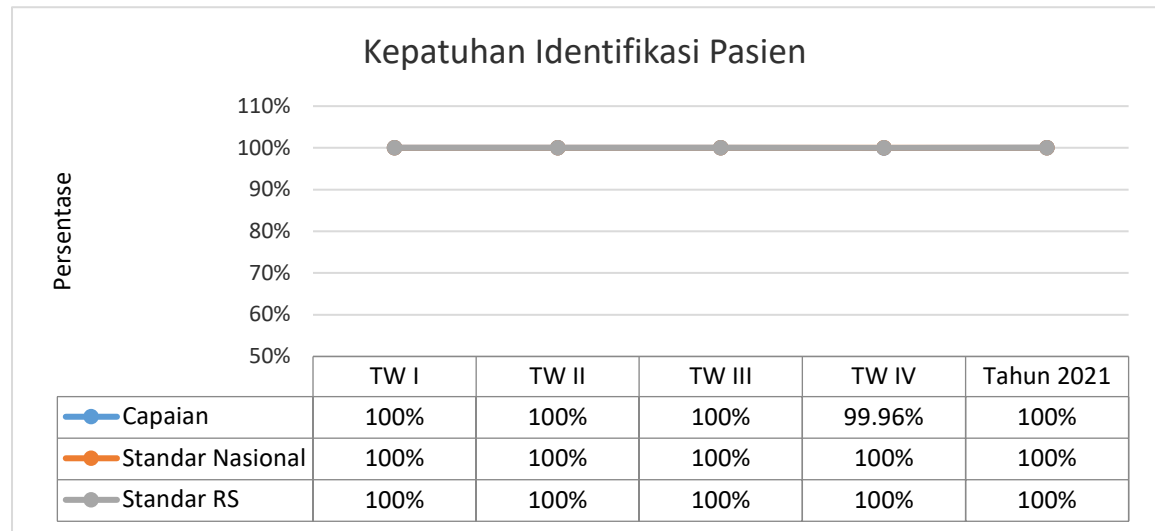 Kepatuhan Identifikasi Pasien
Persentase
110%
100%
90%
80%
70%
60%
50%
TW I TW II TW III TW IV Tahun 2021
Capaian 100% 100% 100% 99.96% 100%
Standar Nasional 100% 100% 100% 100% 100%
Standar RS 100% 100% 100% 100% 100%